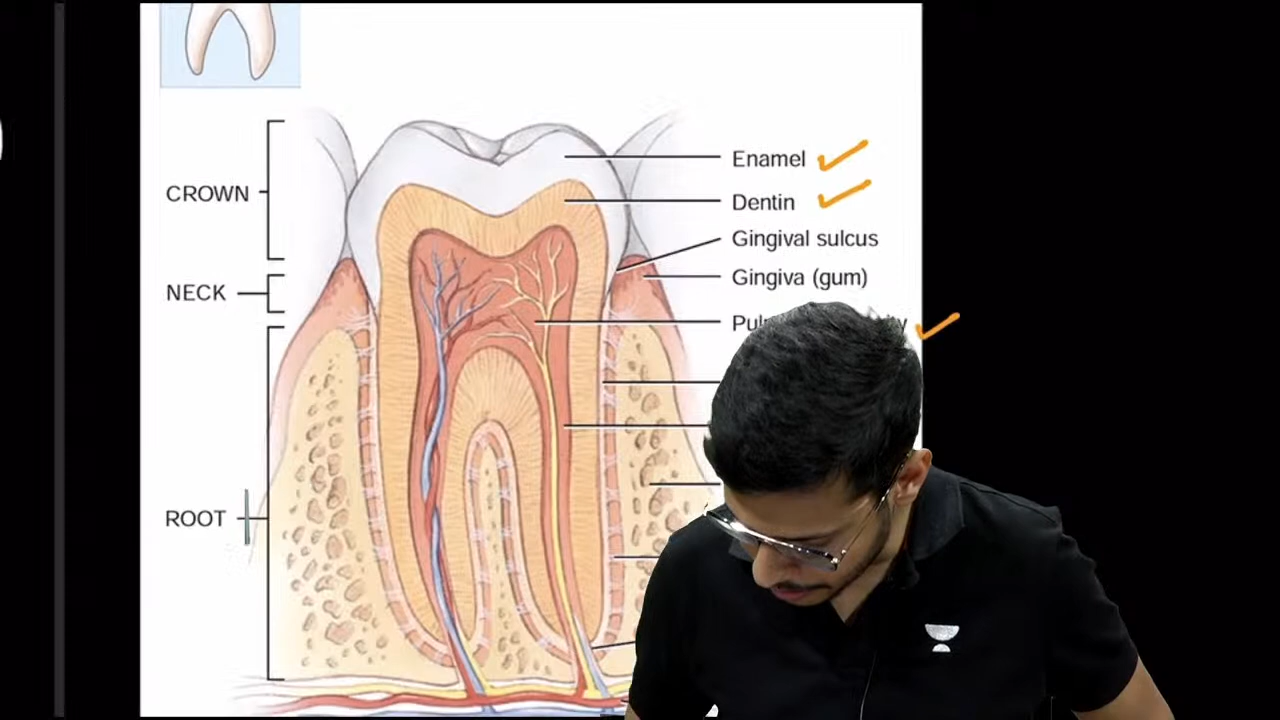 CROWN
NECK
ROOT
Enamel
Dentin
Gingival sulcus
Gingiva (gum)